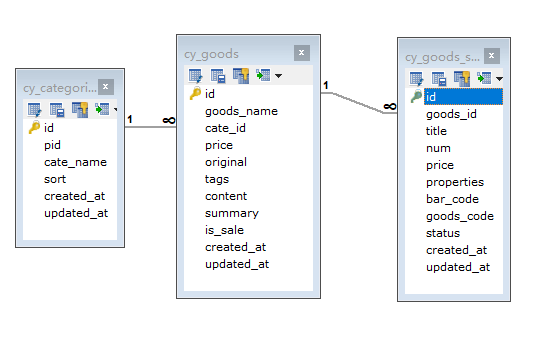 cy_categori...
id
pid
cate_name
sort
created_at
updated_at
1
∞
cy_goods
id
goods_name
cate_id
price
original
tags
content
summary
is_sale
created_at
updated_at
1
∞
cy_goods_s...
id
goods_id
title
num
price
properties
bar_code
goods_code
status
created_at
updated_at